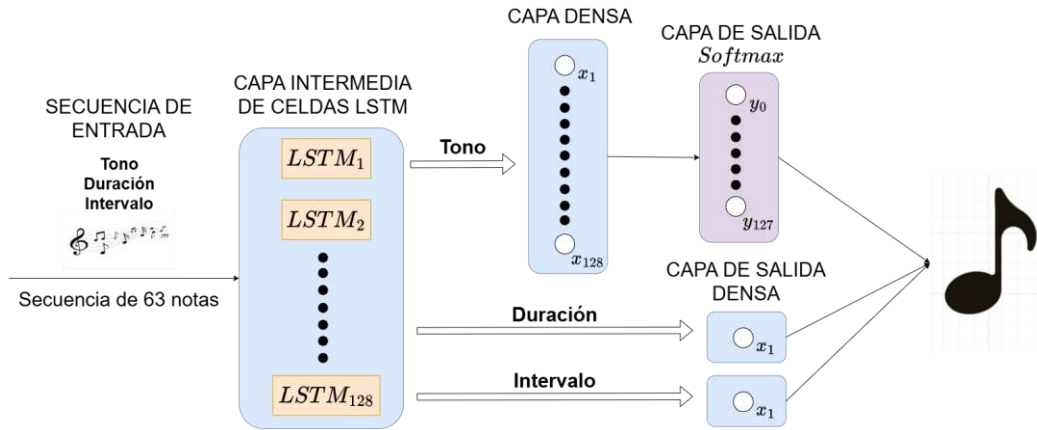 SECUENCIA DE
ENTRADA
Tono
Duración
Intervalo
Secuencia de 63 notas
CAPA INTERMEDIA
DE CELDAS LSTM
LSTM₁
LSTM₂
LSTM₁₂₈
Tono
Duración
Intervalo
CAPA DENSA
x₁
x₁₂₈
CAPA DE SALIDA
Softmax
y₀
y₁₂₇
CAPA DE SALIDA
DENSA
x₁
x₁